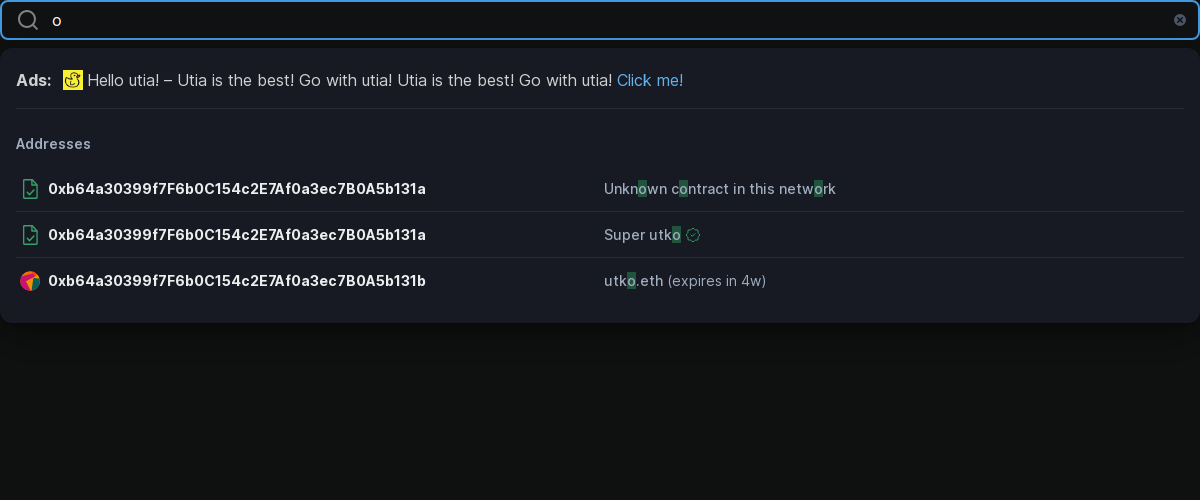 o
Ads: Hello utia! – Utia is the best! Go with utia! Utia is the best! Go with utia! Click me!
Addresses
0xb64a30399f7F6b0C154c2E7Af0a3ec7B0A5b131a Unknown contract in this network
0xb64a30399f7F6b0C154c2E7Af0a3ec7B0A5b131a Super utko
0xb64a30399f7F6b0C154c2E7Af0a3ec7B0A5b131b utko.eth (expires in 4w)